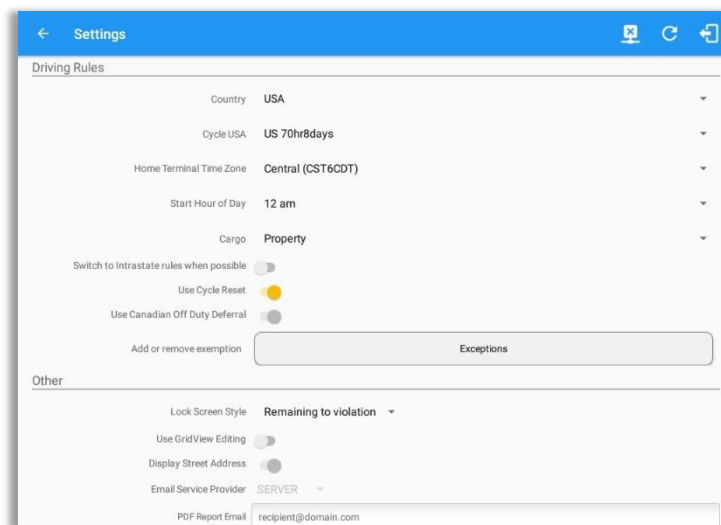 Settings
Driving Rules
Country USA
Cycle USA US 70hr8days
Home Terminal Time Zone Central (CST6CDT)
Start Hour of Day 12 am
Cargo Property
Switch to Intrastate rules when possible
Use Cycle Reset
Use Canadian Off Duty Deferral
Add or remove exemption Exceptions
Other
Lock Screen Style Remaining to violation
Use GridView Editing
Display Street Address
Email Service Provider SERVER
PDF Report Email recipient@domain.com